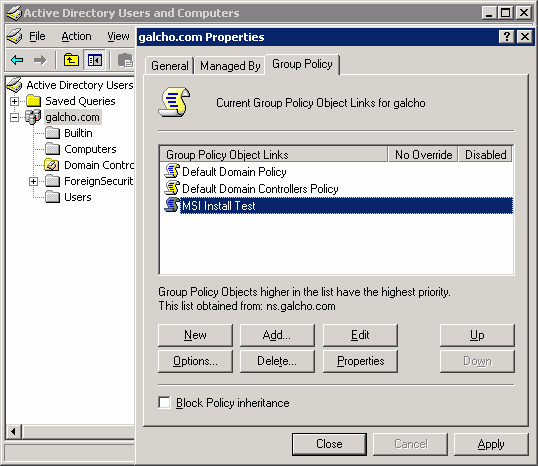 Active Directory Users and Computers
File Action
galcho.com Properties
General Managed By Group Policy
Active Directory Users
Saved Queries
galcho.com
Builtin
Computers
Domain Contro
ForeignSecurit
Users
Current Group Policy Object Links for galcho
Group Policy Object Links No Override Disabled
Default Domain Policy
Default Domain Controllers Policy
MSI Install Test
Group Policy Objects higher in the list have the highest priority.
This list obtained from: ns.galcho.com
New Add... Edit Up
Options... Delete... Properties Down
Block Policy inheritance
Close Cancel Apply